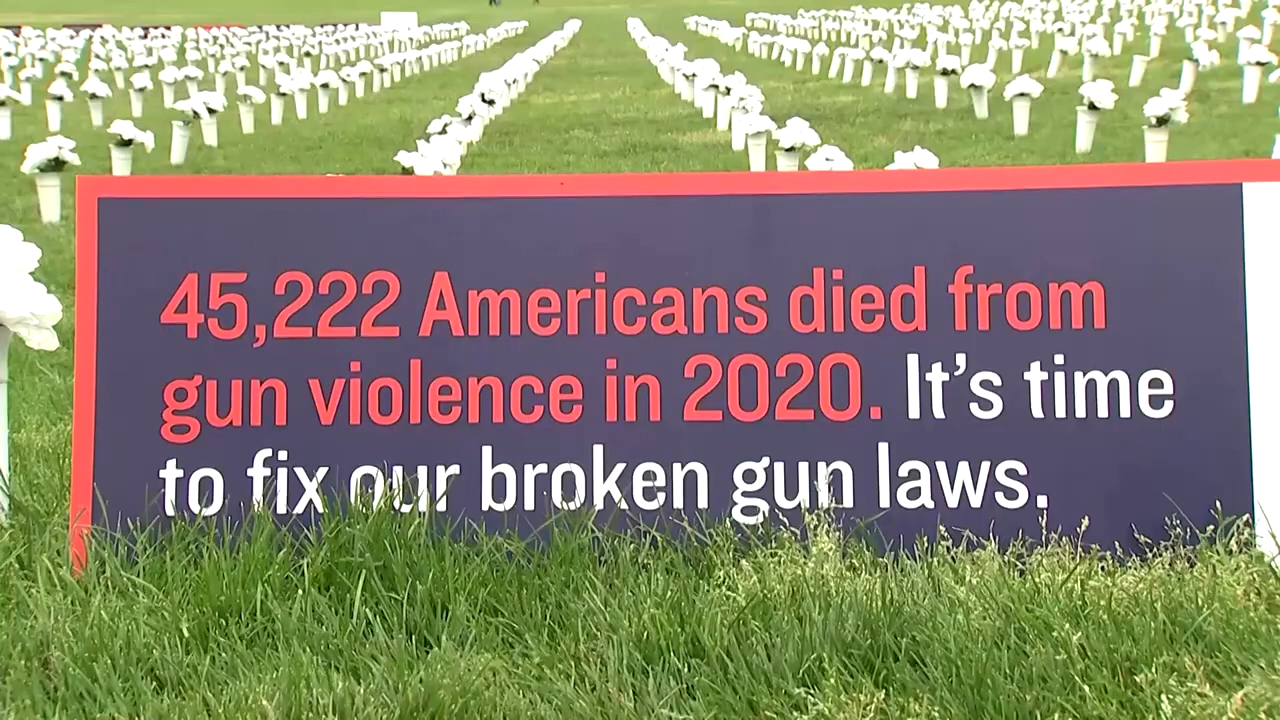 45,222 Americans died from
gun violence in 2020. It's time
to fix our broken gun laws.